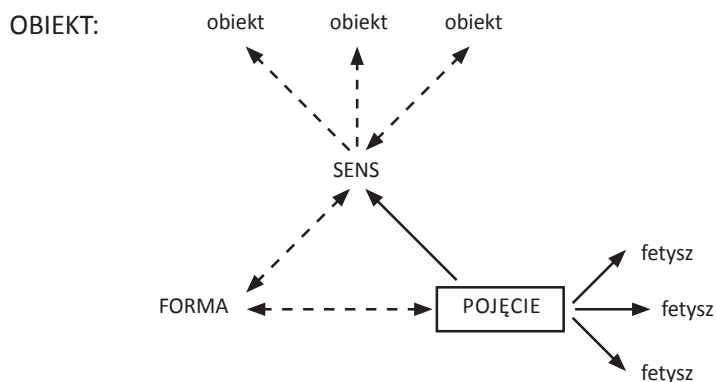 OBIEKT: obiekt obiekt obiekt
SENS
fetysz
FORMA POJĘCIE fetysz
fetysz